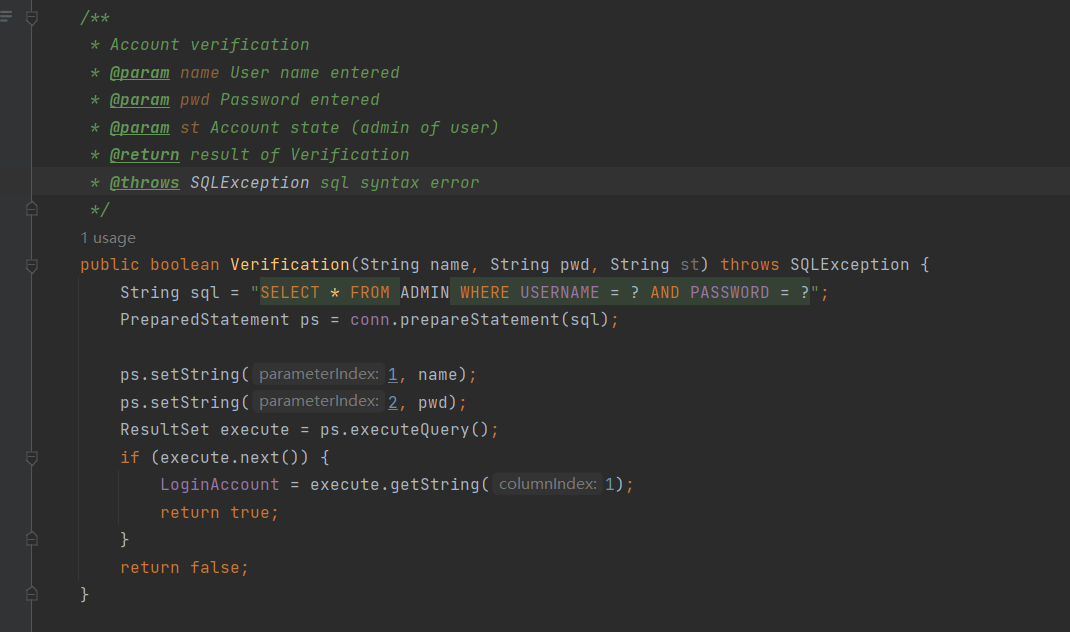 /**
* Account verification
* @param name User name entered
* @param pwd Password entered
* @param st Account state (admin of user)
* @return result of Verification
* @throws SQLException sql syntax error
*/
1 usage
public boolean Verification(String name, String pwd, String st) throws SQLException {
String sql = "SELECT * FROM ADMIN WHERE USERNAME = ? AND PASSWORD = ?";
PreparedStatement ps = conn.prepareStatement(sql);
ps.setString( parameterIndex: 1, name);
ps.setString( parameterIndex: 2, pwd);
ResultSet execute = ps.executeQuery();
if (execute.next()) {
LoginAccount = execute.getString( columnIndex: 1);
return true;
}
return false;
}